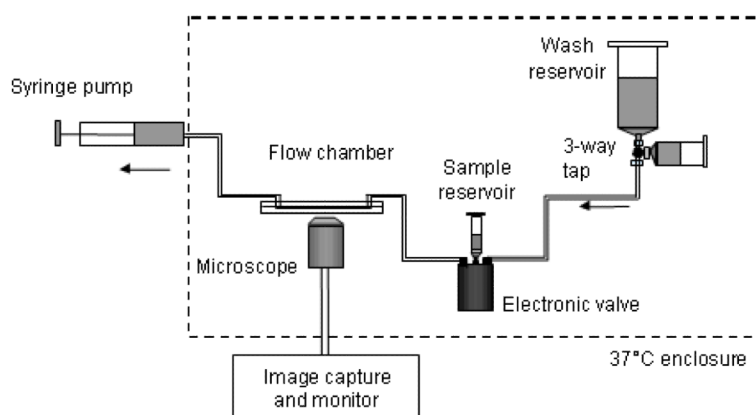 Wash
reservoir
Syringe pump
3-way
tap
Flow chamber
Sample
reservoir
Microscope
Electronic valve
37°C enclosure
Image capture
and monitor